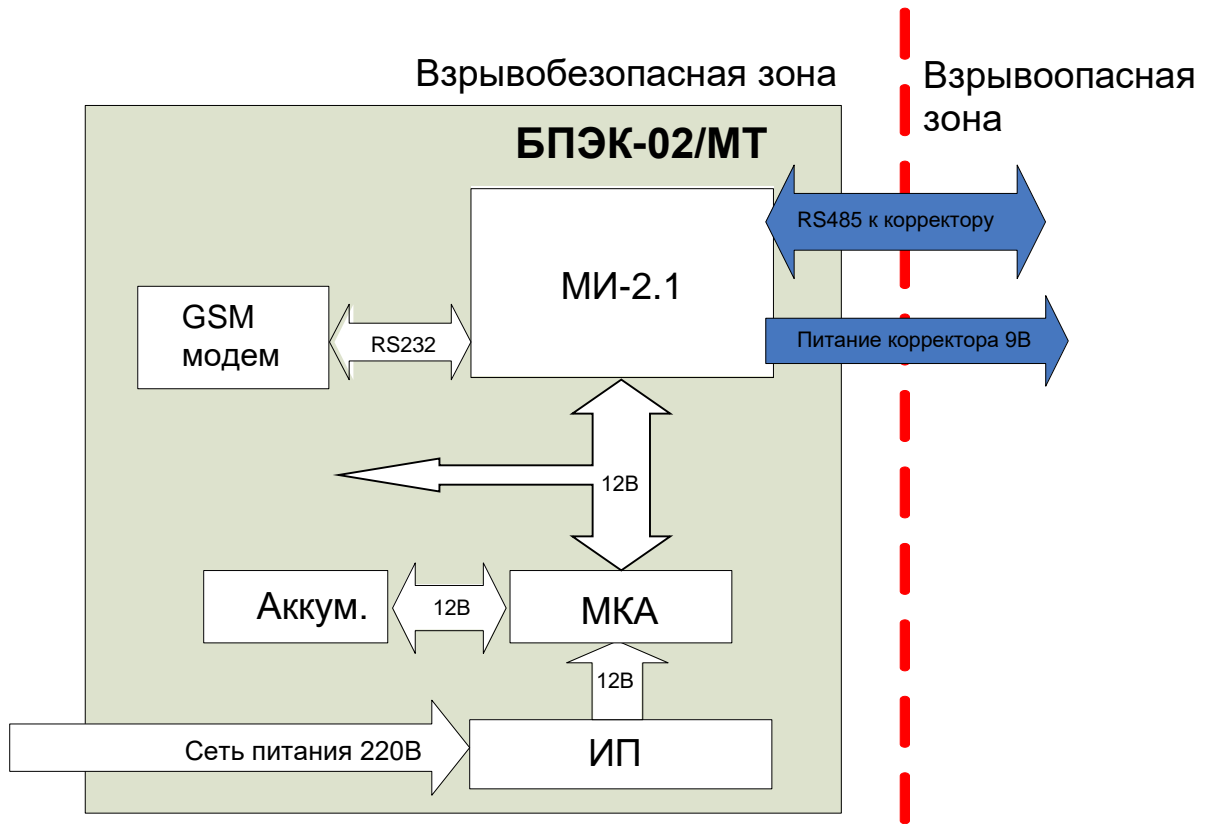 Взрывобезопасная зона
Взрывоопасная
зона
БПЭК-02/МТ
RS485 к корректору
МИ-2.1
GSM
модем
RS232
Питание корректора 9В
12В
Аккум.
12В
МКА
12В
Сеть питания 220В
ИП